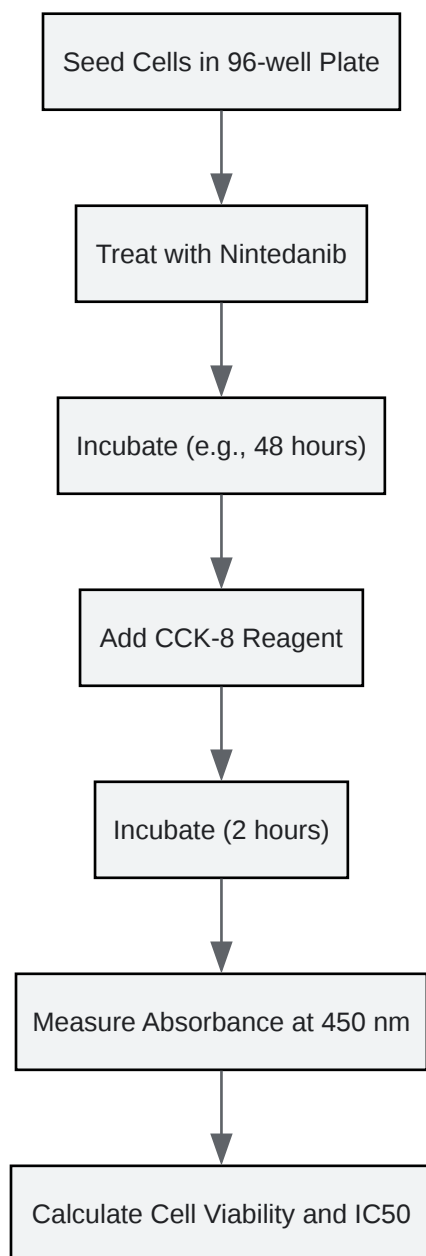 Seed Cells in 96-well Plate
Treat with Nintedanib
Incubate (e.g., 48 hours)
Add CCK-8 Reagent
Incubate (2 hours)
Measure Absorbance at 450 nm
Calculate Cell Viability and IC50